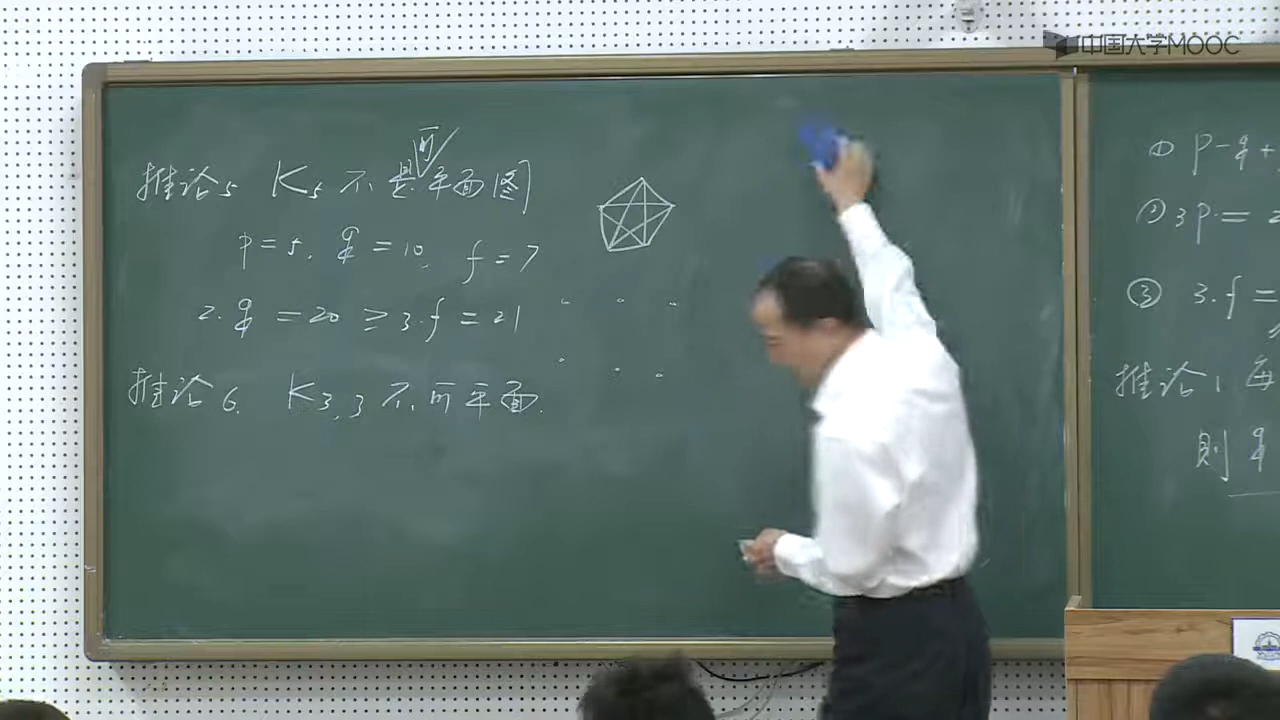 中国大学MOOC
推论5 K5不是可平面图
p=5. q=10. f=7
2.q=20≥3.f=21
推论6. K3,3不可平面.
① p-q+
② 3p=
③ 3.f=
推论1 每
则 q